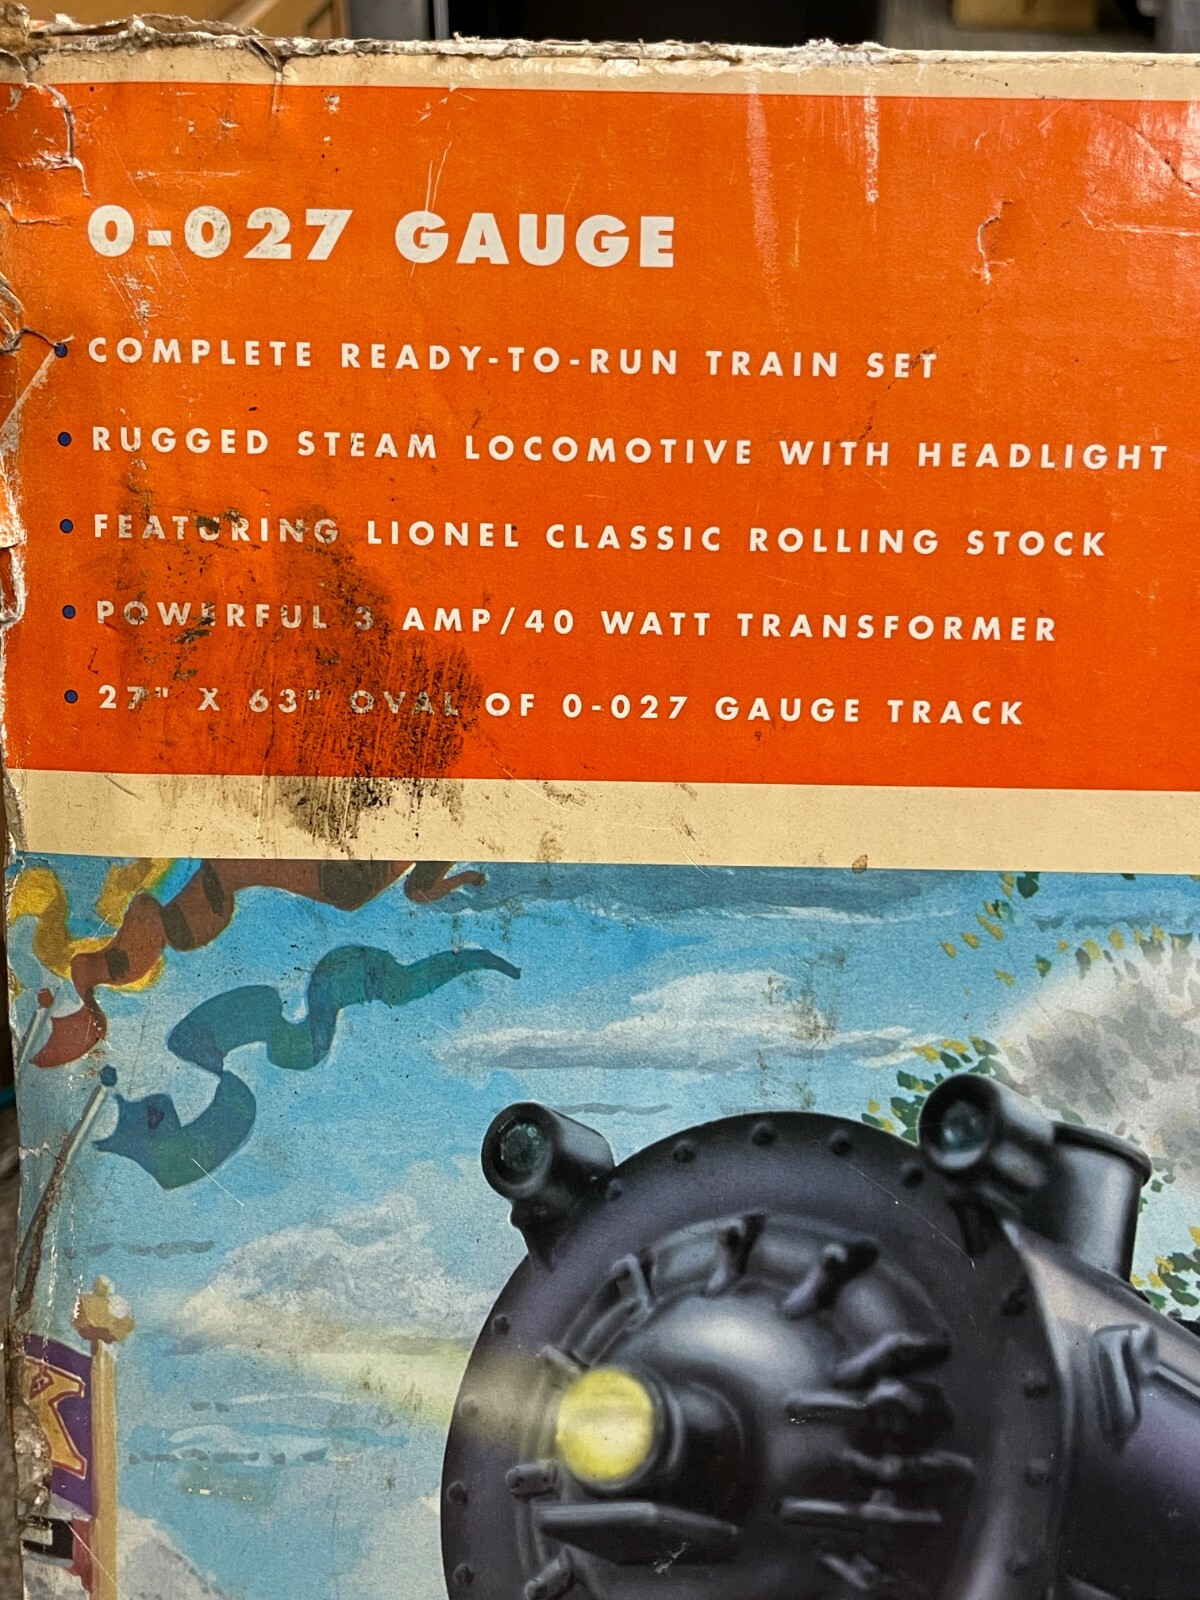 0-027 GAUGE
• COMPLETE READY-TO-RUN TRAIN SET
• RUGGED STEAM LOCOMOTIVE WITH HEADLIGHT
• FEATURING LIONEL CLASSIC ROLLING STOCK
• POWERFUL 3 AMP/40 WATT TRANSFORMER
• 27" X 63" OVAL OF 0-027 GAUGE TRACK